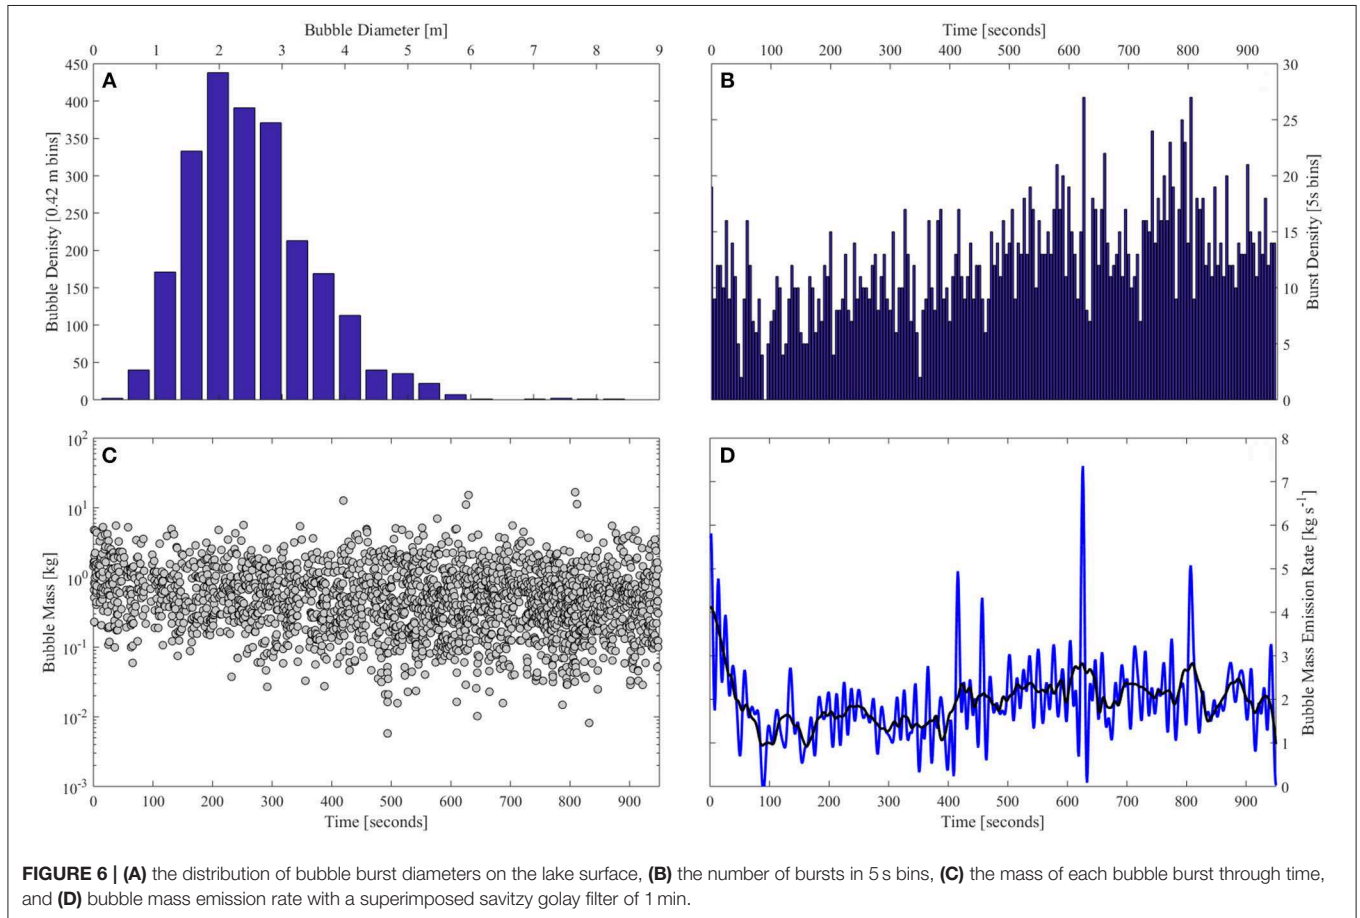 Bubble Diameter [m]
0 1 2 3 4 5 6 7 8 9
A
450
400
350
300
250
200
150
100
50
0
Bubble Denisty [0.42 m bins]
Time [seconds]
0 100 200 300 400 500 600 700 800 900
B
30
25
20
15
10
5
0
Burst Density [5s bins]
C
10^2
10^1
10^0
10^-1
10^-2
10^-3
Bubble Mass [kg]
0 100 200 300 400 500 600 700 800 900
Time [seconds]
D
8
7
6
5
4
3
2
1
0
Bubble Mass Emission Rate [kg s^-1]
0 100 200 300 400 500 600 700 800 900
Time [seconds]
FIGURE 6 | (A) the distribution of bubble burst diameters on the lake surface, (B) the number of bursts in 5 s bins, (C) the mass of each bubble burst through time,
and (D) bubble mass emission rate with a superimposed savitzy golay filter of 1 min.